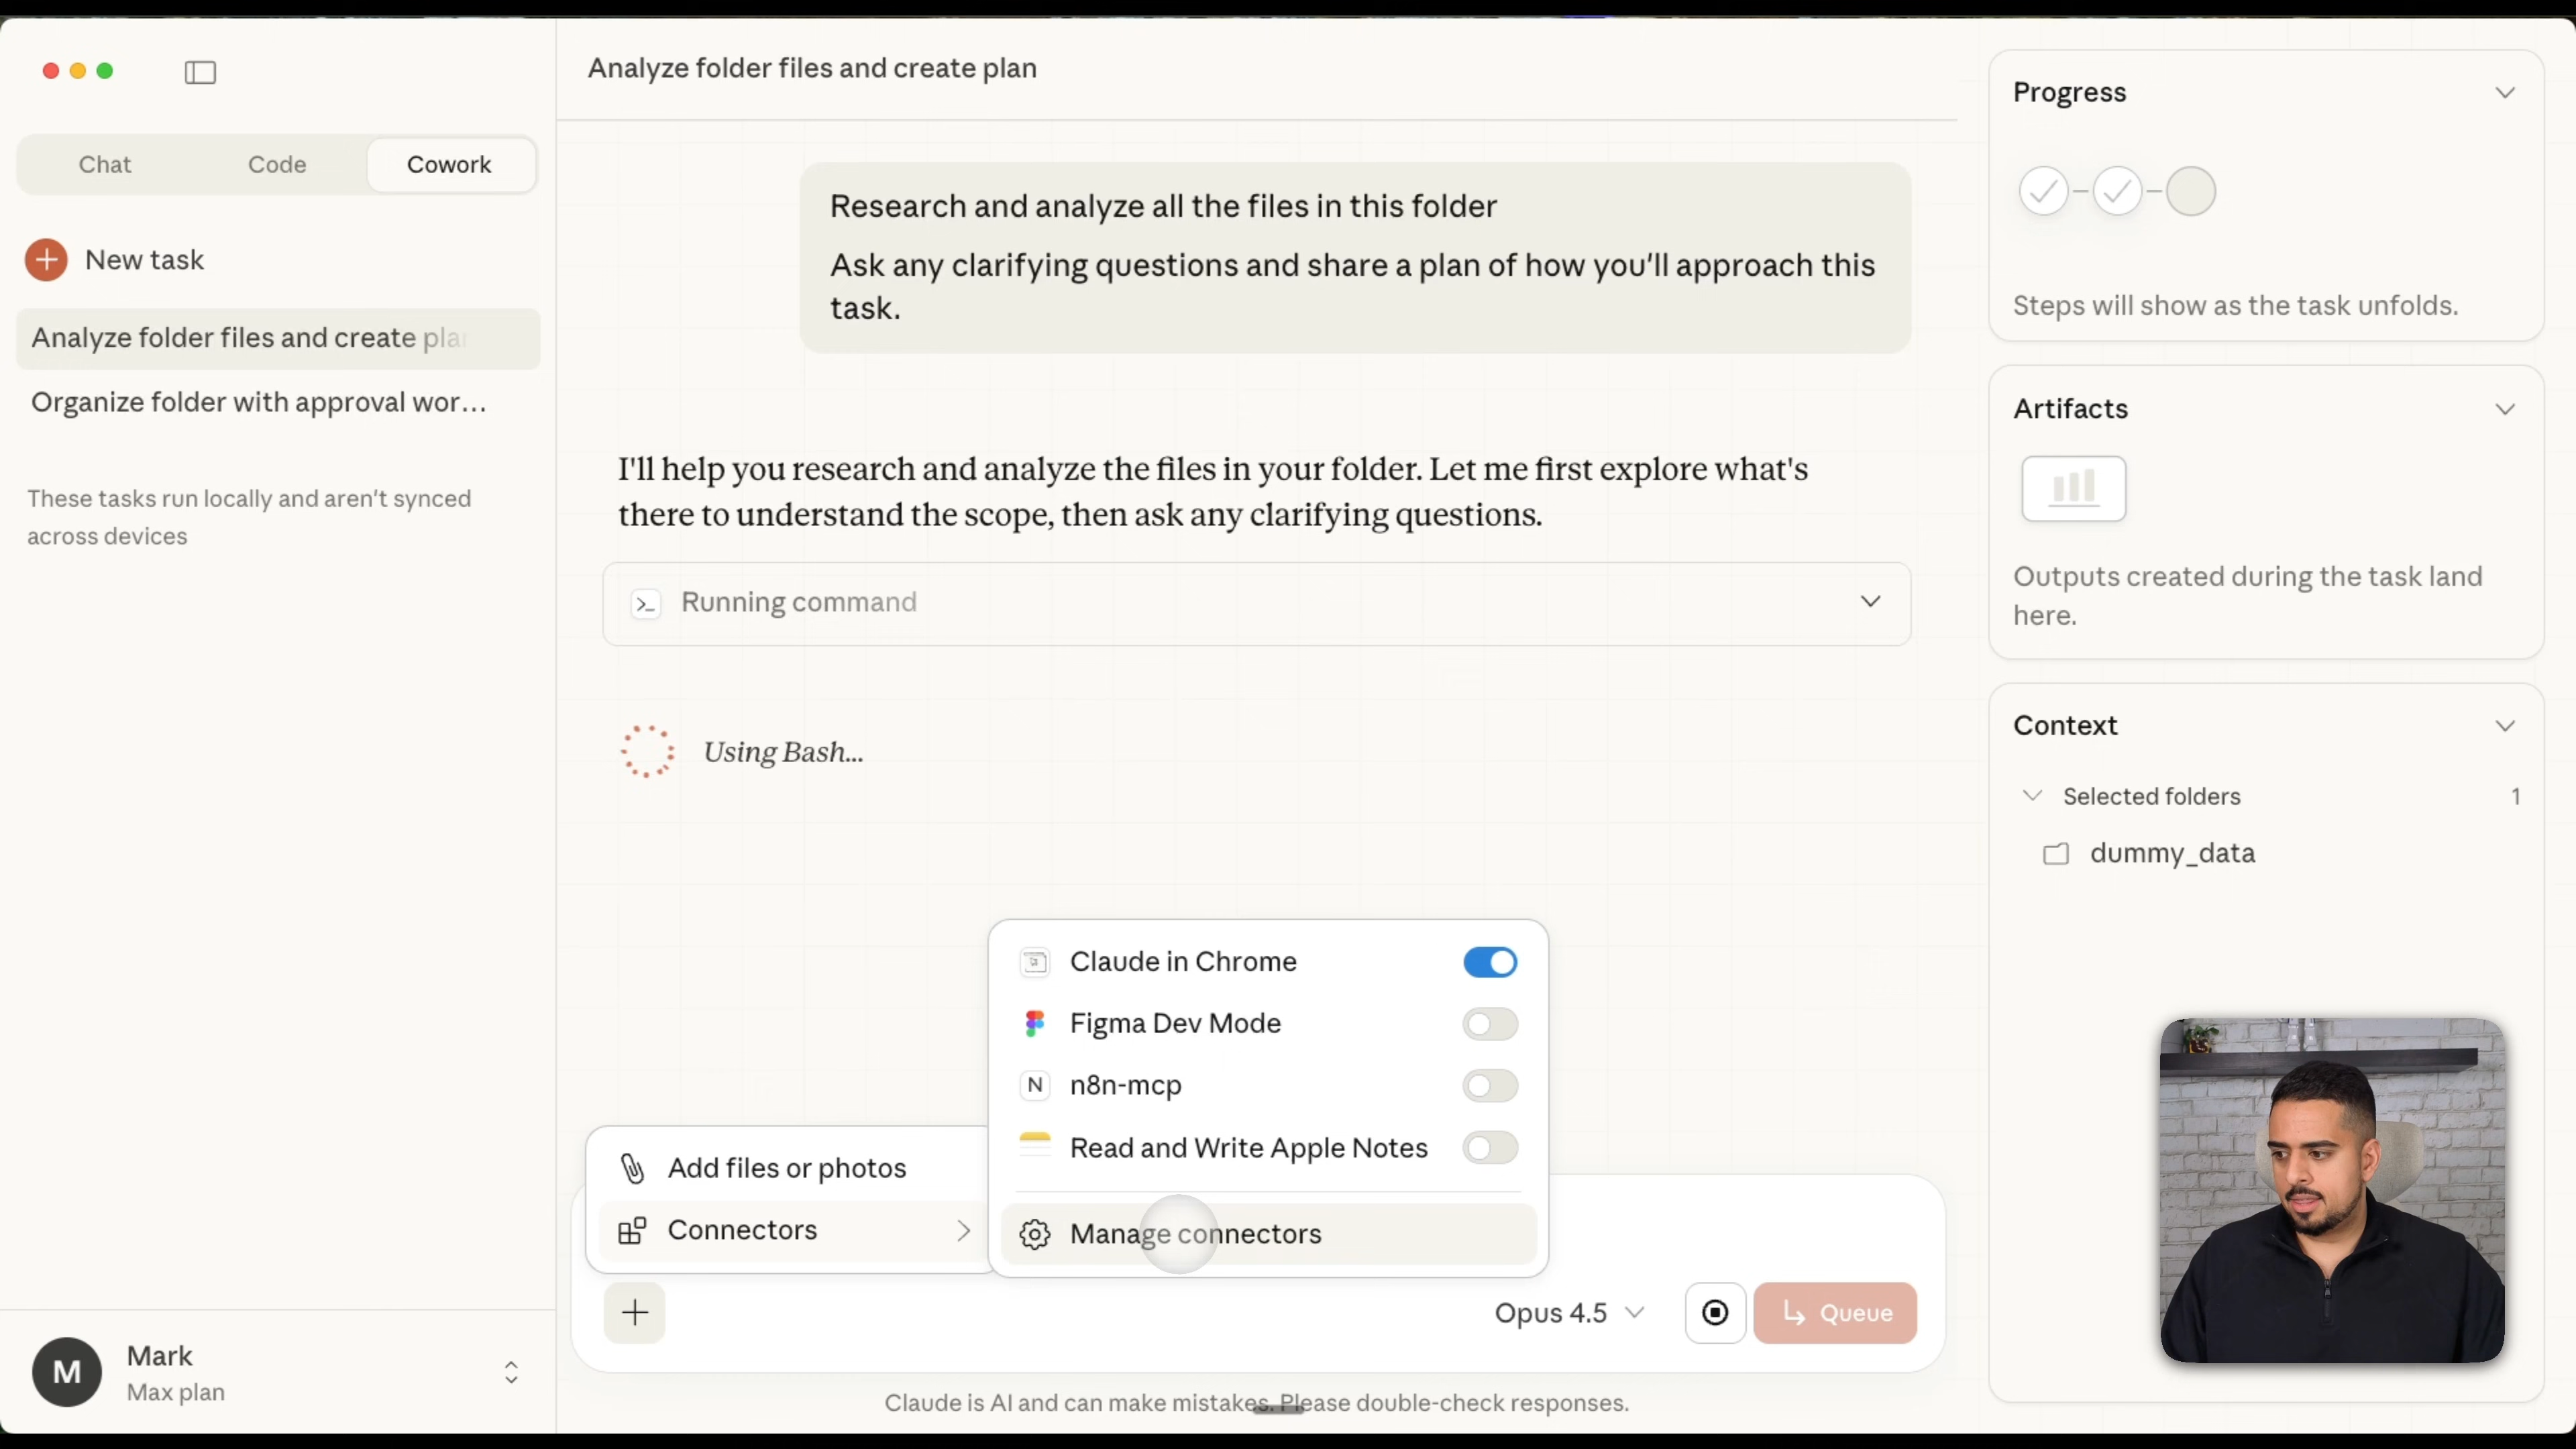 Analyze folder files and create plan
Chat
Code
Cowork
New task
Analyze folder files and create pla
Organize folder with approval wor...
These tasks run locally and aren't synced
across devices
Mark
M
Max plan
Research and analyze all the files in this folder
Ask any clarifying questions and share a plan of how you'll approach this
task.
I'll help you research and analyze the files in your folder. Let me first explore what's
there to understand the scope, then ask any clarifying questions.
Running command
Using Bash...
Claude in Chrome
Figma Dev Mode
N
n8n-mcp
Read and Write Apple Notes
Manage connectors
Add files or photos
Connectors
Opus 4.5
Queue
Claude is AI and can make mistakes. Please double-check responses.
Progress
Steps will show as the task unfolds.
Artifacts
Outputs created during the task land
here.
Context
Selected folders
1
dummy_data